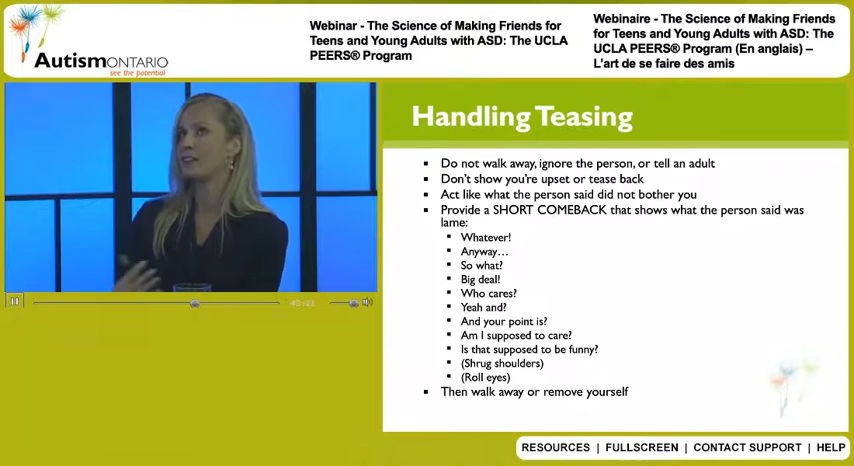 Autism ONTARIO
see the potential
Webinar - The Science of Making Friends for
Teens and Young Adults with ASD: The UCLA
PEERS® Program
Webinaire - The Science of Making Friends
for Teens and Young Adults with ASD: The
UCLA PEERS® Program (En anglais) –
L'art de se faire des amis
Handling Teasing
Do not walk away, ignore the person, or tell an adult
Don't show you're upset or tease back
Act like what the person said did not bother you
Provide a SHORT COMEBACK that shows what the person said was
lame:
Whatever!
Anyway…
So what?
Big deal!
Who cares?
Yeah and?
And your point is?
Am I supposed to care?
Is that supposed to be funny?
(Shrug shoulders)
(Roll eyes)
Then walk away or remove yourself
RESOURCES | FULLSCREEN | CONTACT SUPPORT | HELP